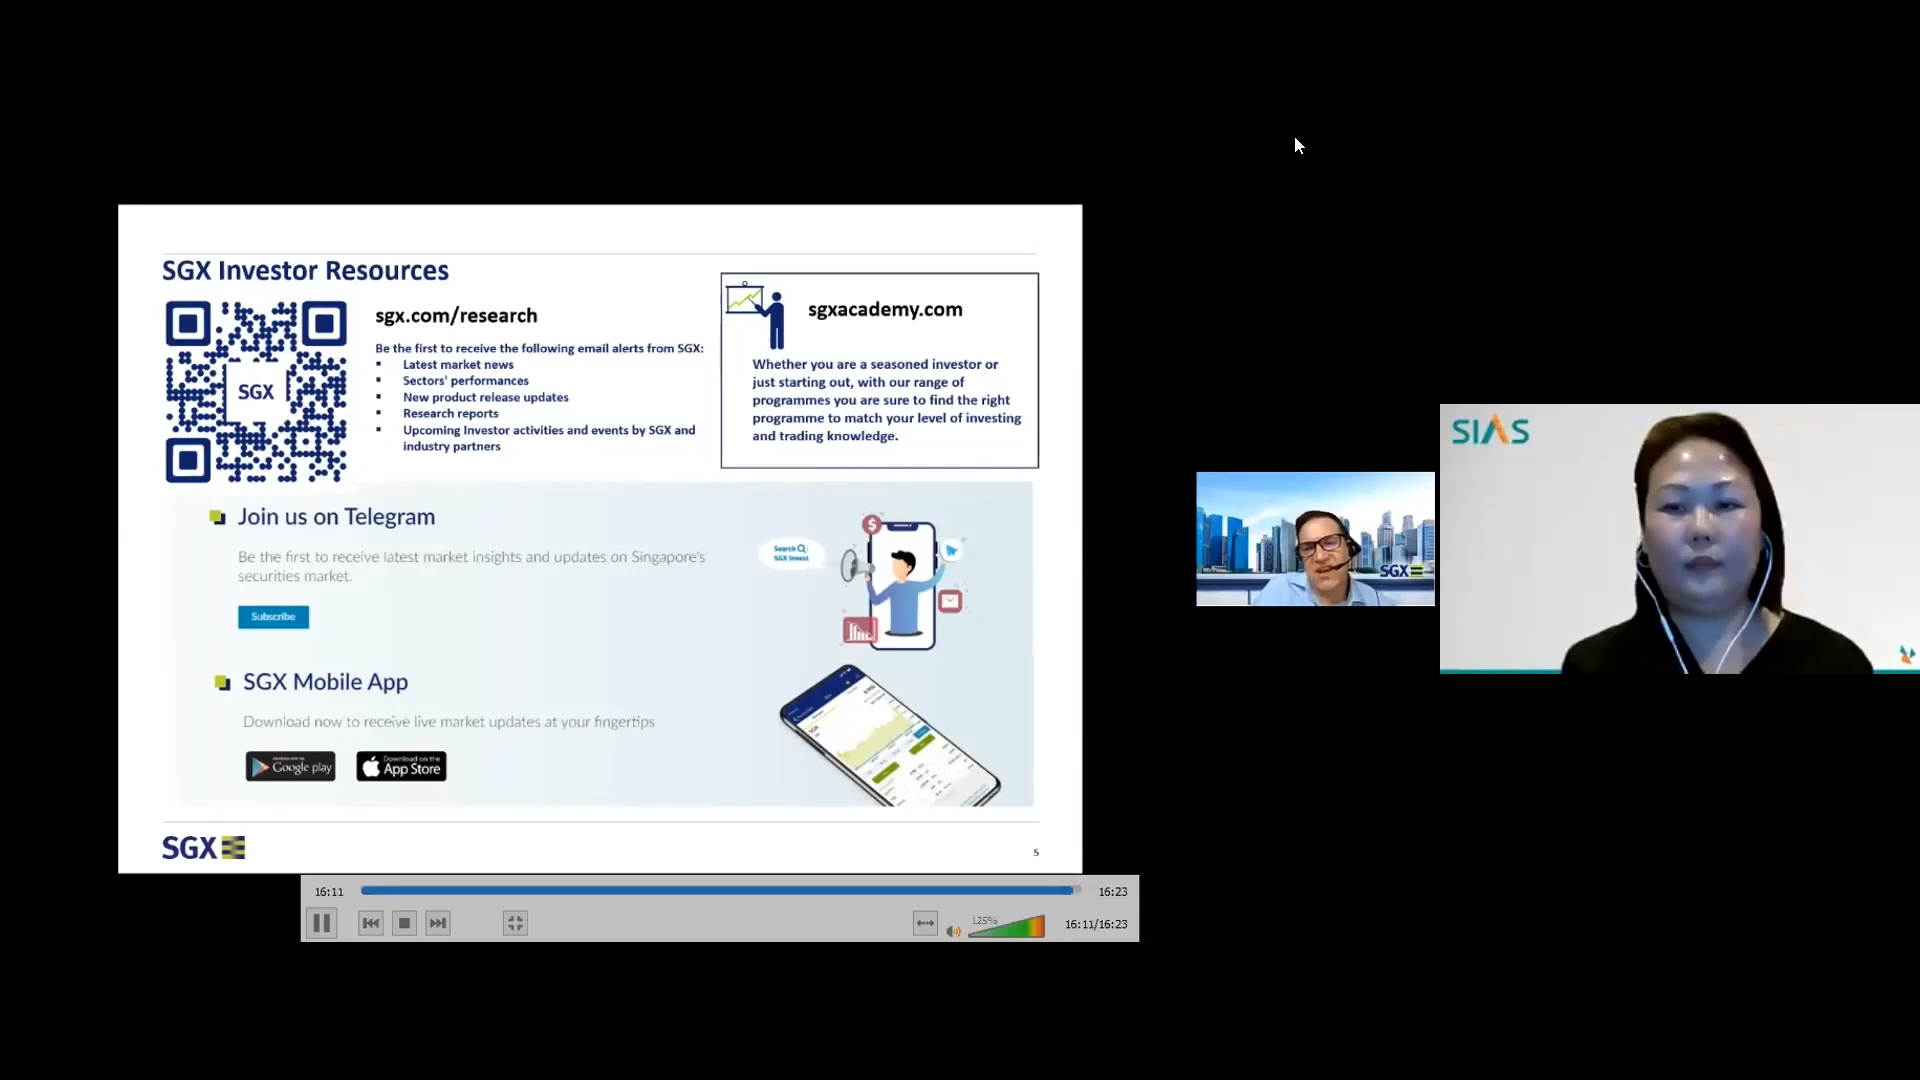 SGX Investor Resources
SGX
sgx.com/research
Be the first to receive the following email alerts from SGX:
▪ Latest market news
▪ Sectors' performances
▪ New product release updates
▪ Research reports
▪ Upcoming Investor activities and events by SGX and
industry partners
sgxacademy.com
Whether you are a seasoned investor or
just starting out, with our range of
programmes you are sure to find the right
programme to match your level of investing
and trading knowledge.
Join us on Telegram
Be the first to receive latest market insights and updates on Singapore's
securities market.
Subscribe
Search
SGX Invest
$
SGX Mobile App
Download now to receive live market updates at your fingertips
Google play
Download on the
App Store
SGX
5
SGX
SIAS
16:11
16:23
125%
16:11/16:23